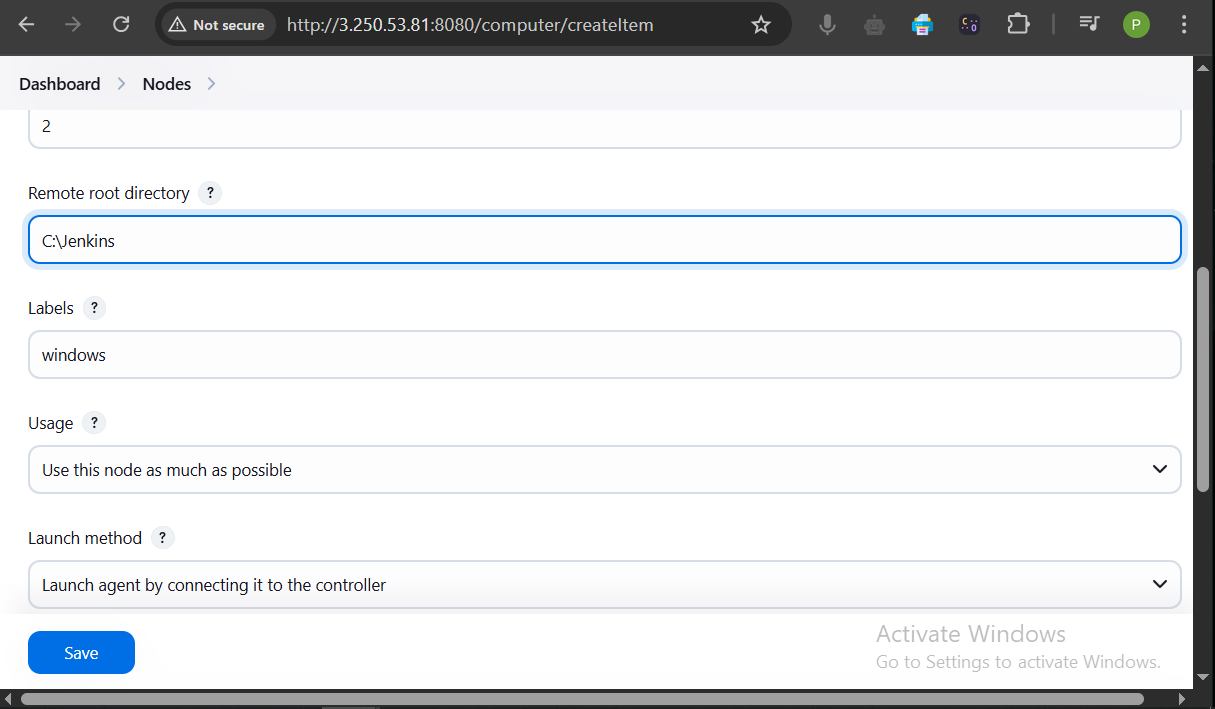 Not secure http://3.250.53.81:8080/computer/createItem P
Dashboard > Nodes >
2
Remote root directory ?
C:\Jenkins
Labels ?
windows
Usage ?
Use this node as much as possible
Launch method ?
Launch agent by connecting it to the controller
Save
Activate Windows
Go to Settings to activate Windows.